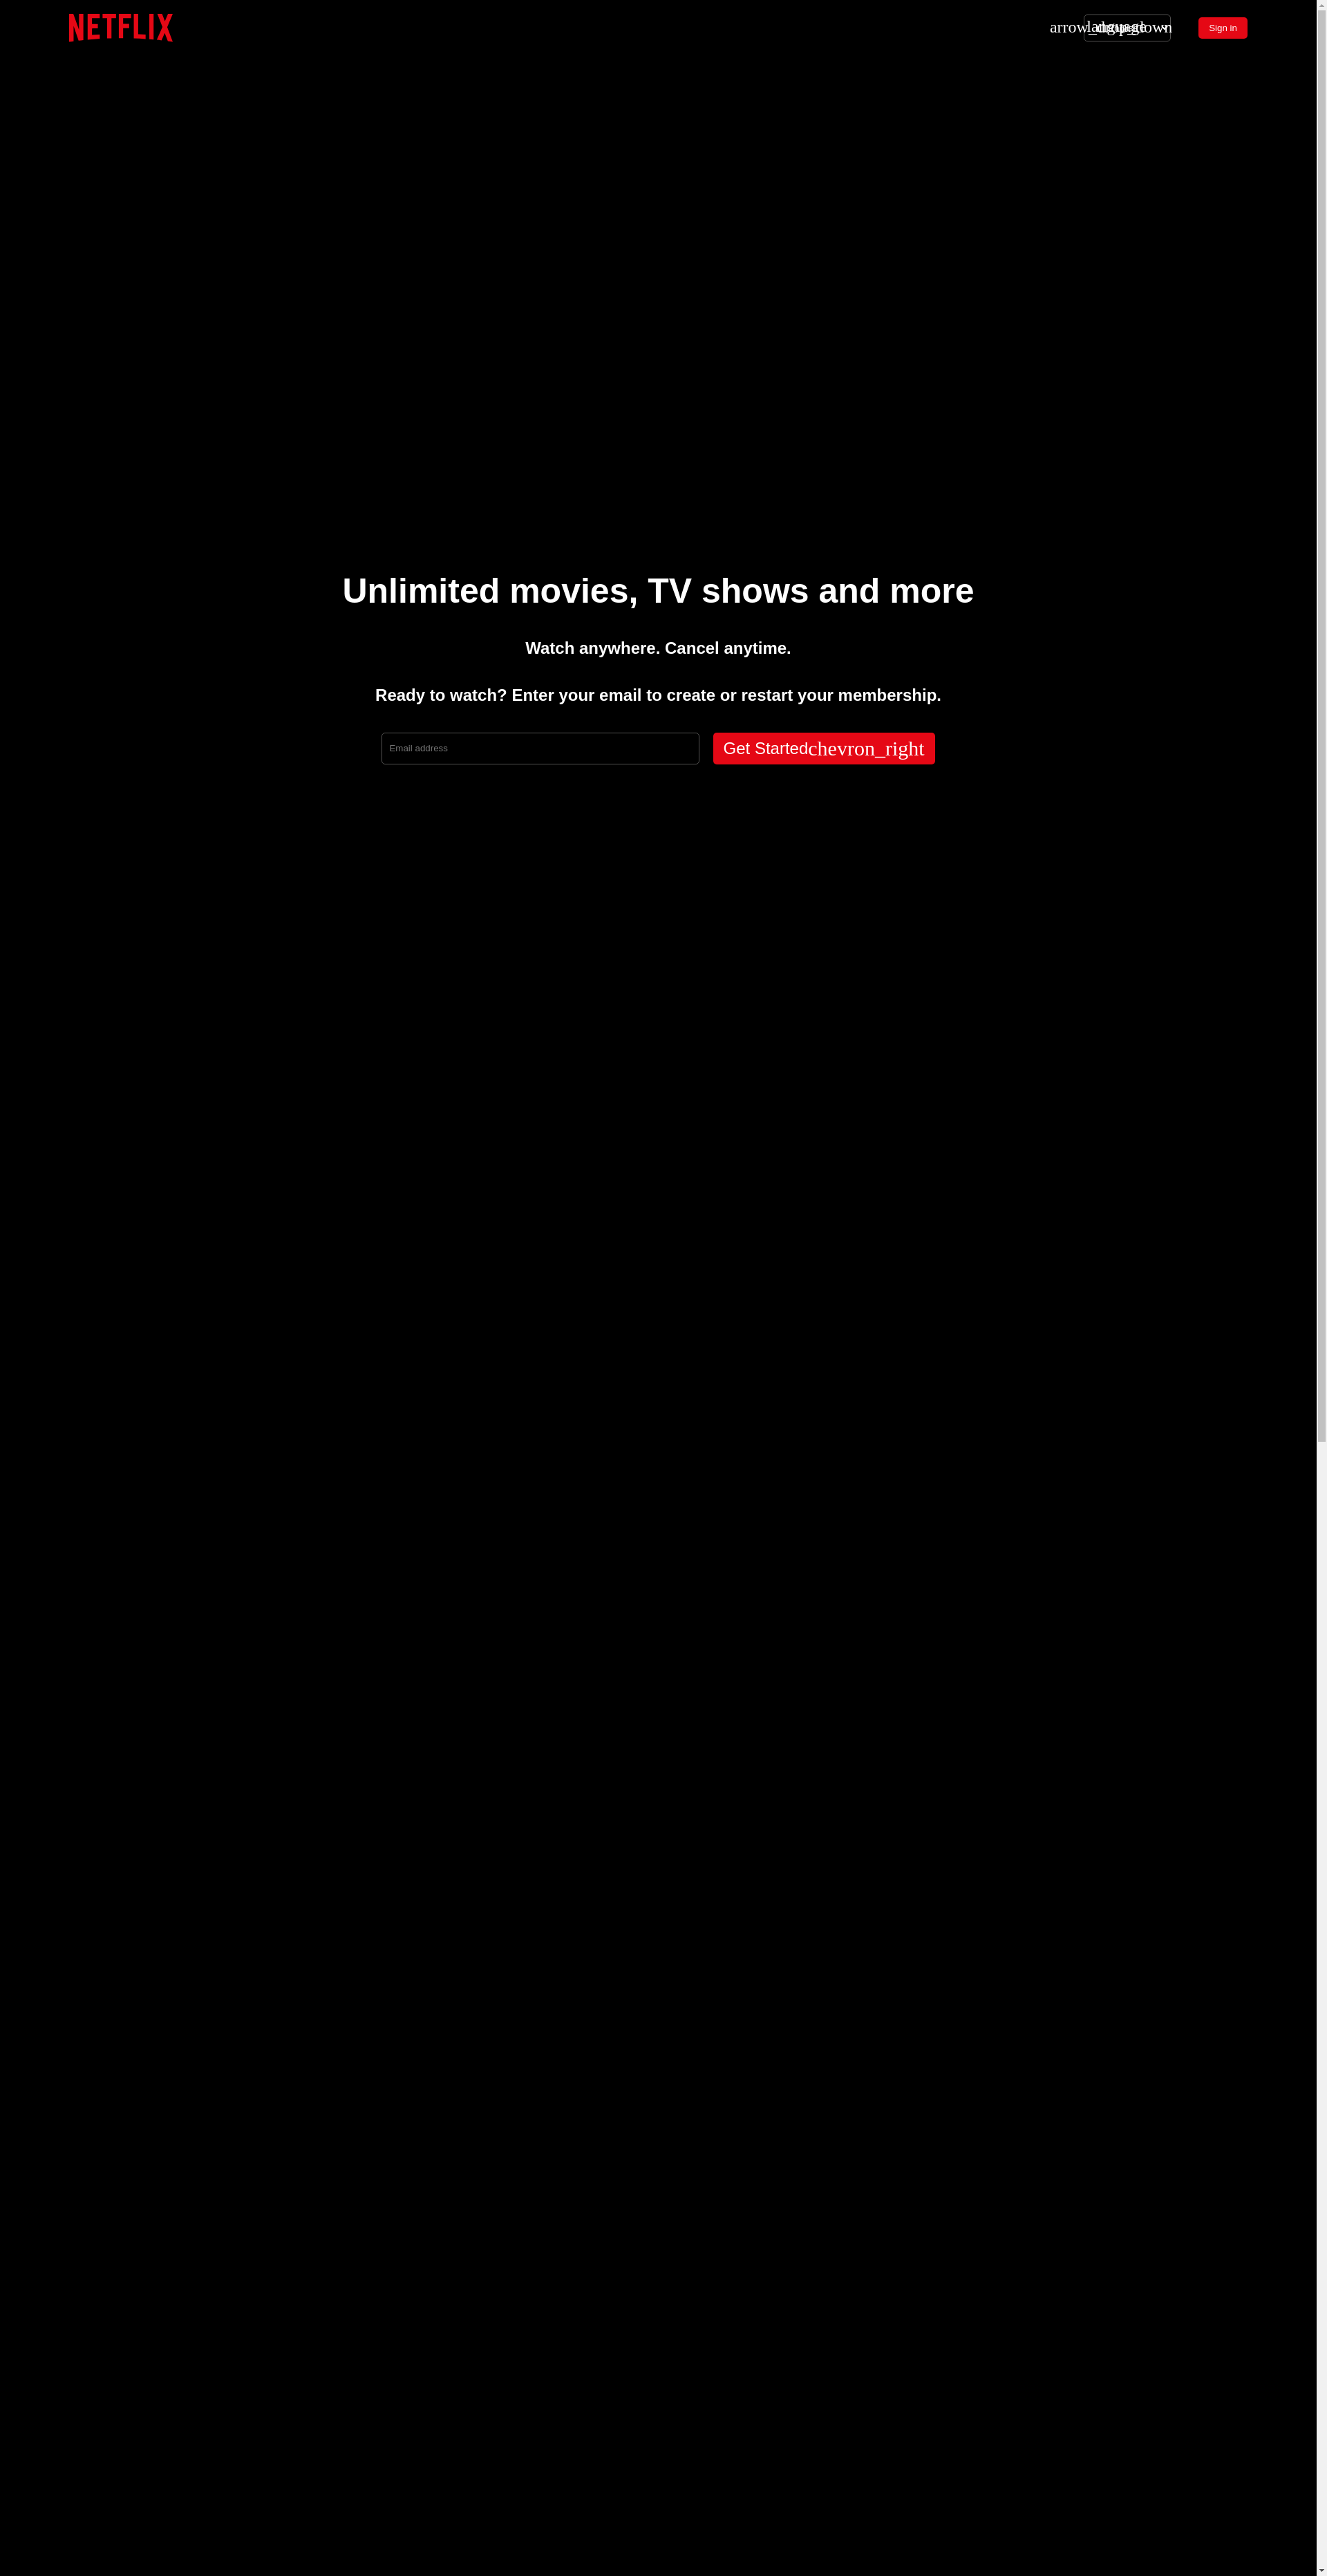 NETFLIX
arrow_drop_down
language
Sign in
Unlimited movies, TV shows and more
Watch anywhere. Cancel anytime.
Ready to watch? Enter your email to create or restart your membership.
Email address
Get Startedchevron_right